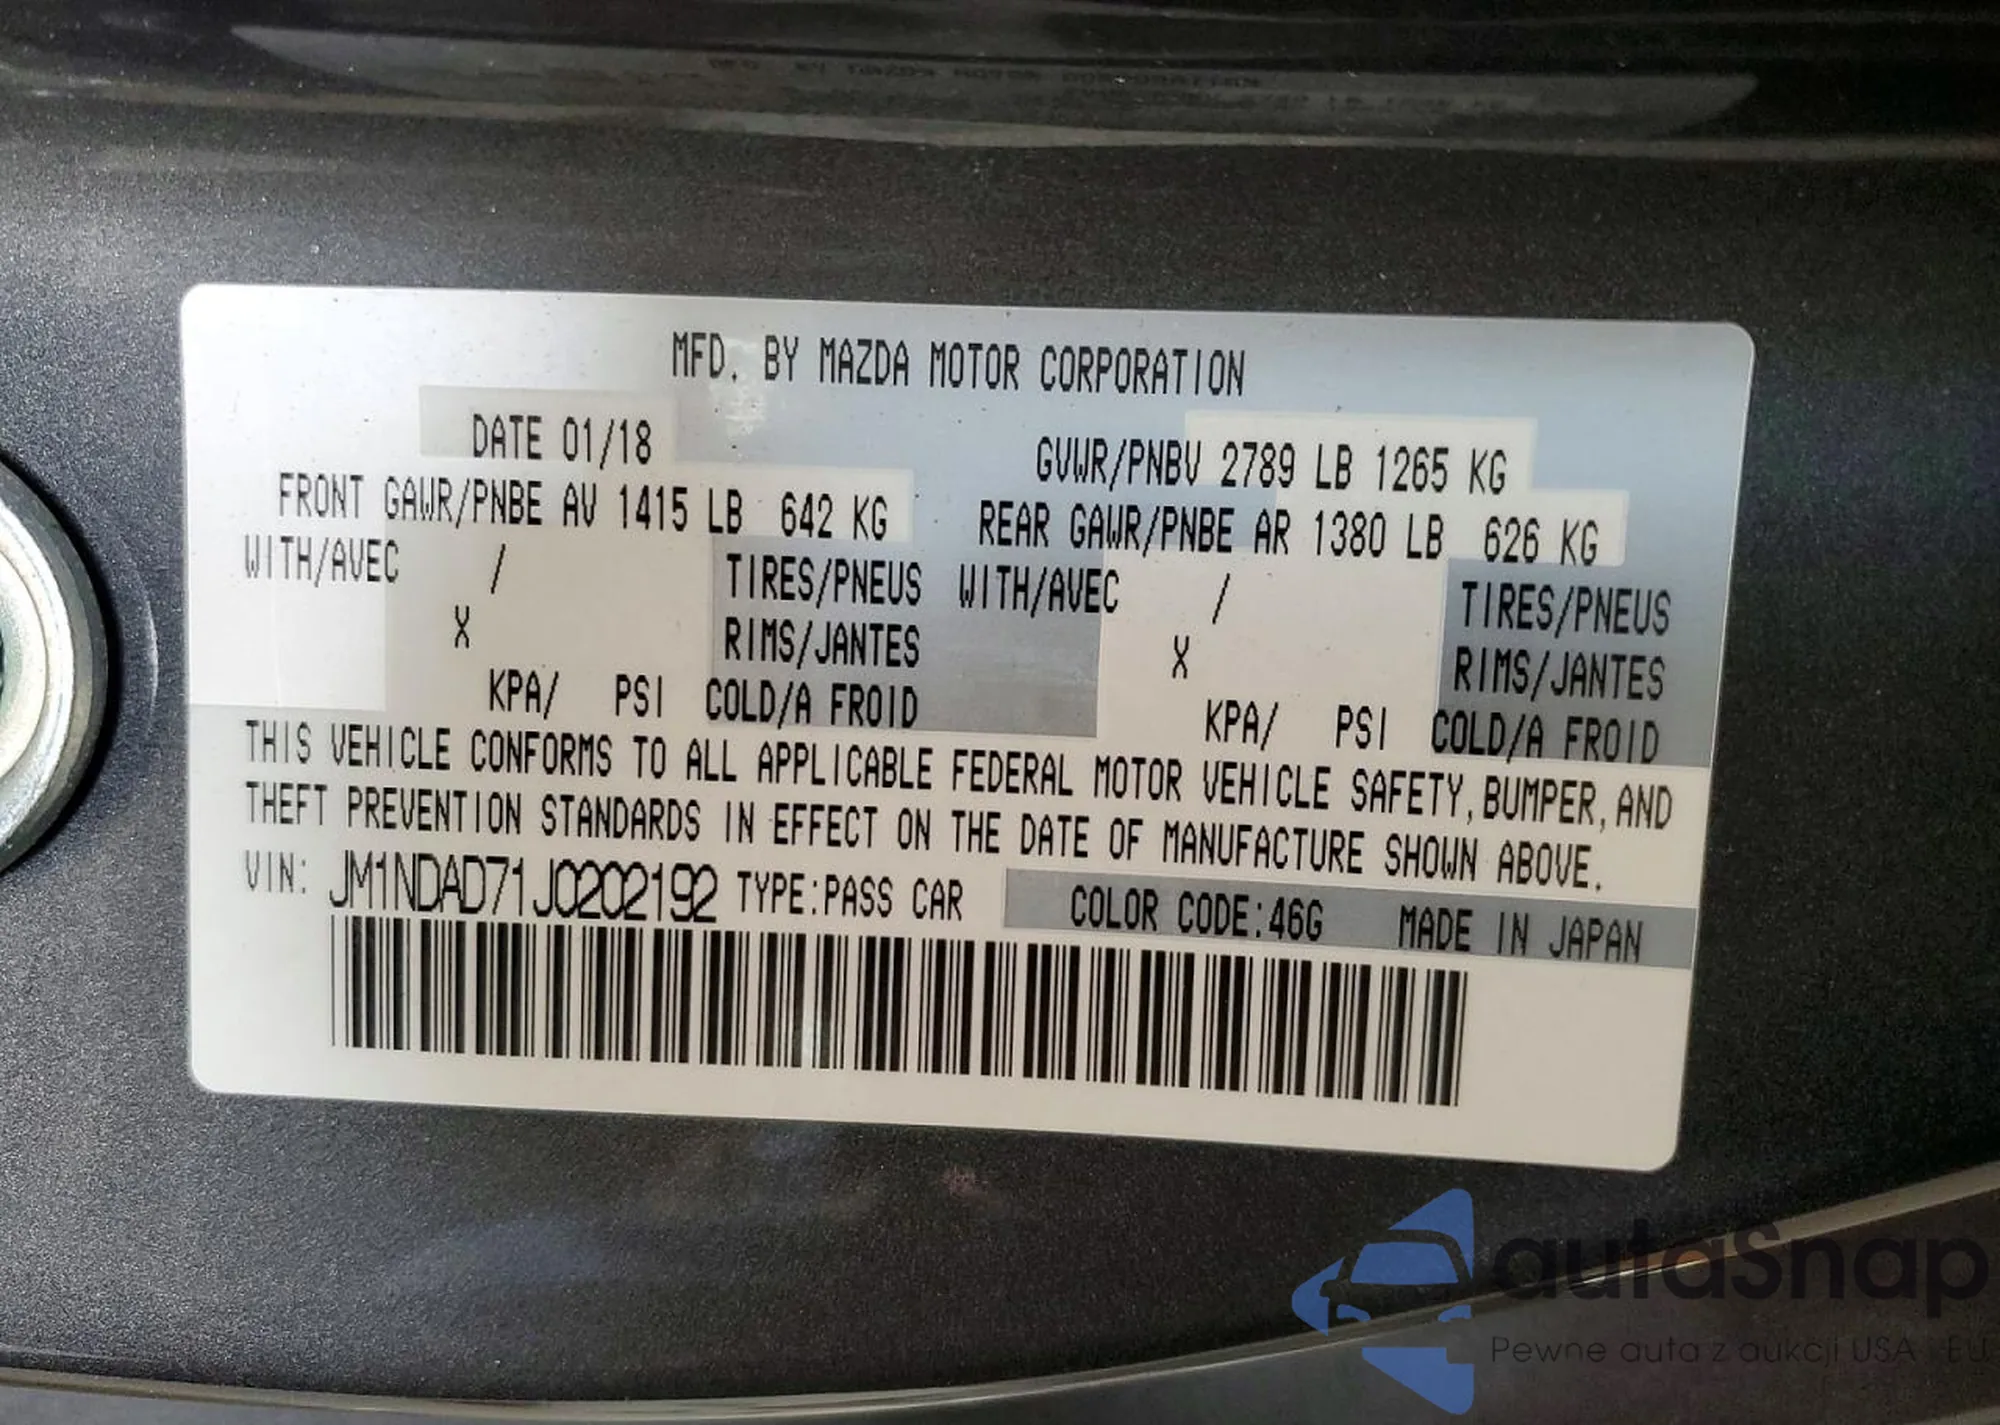 MFD. BY MAZDA MOTOR CORPORATION
DATE 01/18 GVWR/PNBV 2789 LB 1265 KG
FRONT GAWR/PNBE AV 1415 LB 642 KG REAR GAWR/PNBE AR 1380 LB 626 KG
WITH/AVEC / TIRES/PNEUS WITH/AVEC / TIRES/PNEUS
X RIMS/JANTES X RIMS/JANTES
KPA/ PSI COLD/A FROID KPA/ PSI COLD/A FROID
THIS VEHICLE CONFORMS TO ALL APPLICABLE FEDERAL MOTOR VEHICLE SAFETY, BUMPER, AND
THEFT PREVENTION STANDARDS IN EFFECT ON THE DATE OF MANUFACTURE SHOWN ABOVE.
VIN: JM1NDAD71J0202192 TYPE:PASS CAR COLOR CODE:46G MADE IN JAPAN
autaSnap
Pewne auta z aukcji USA i EU